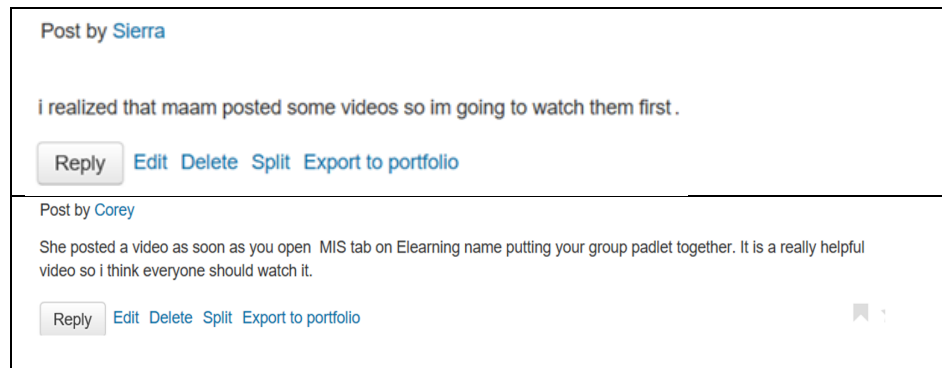 Post by Sierra
i realized that maam posted some videos so im going to watch them first .
Reply Edit Delete Split Export to portfolio
Post by Corey
She posted a video as soon as you open MIS tab on Elearning name putting your group padlet together. It is a really helpful
video so i think everyone should watch it.
Reply Edit Delete Split Export to portfolio